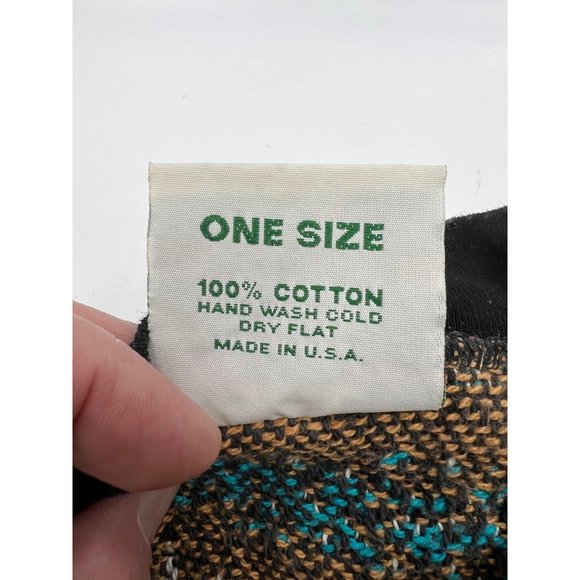 ONE SIZE
100% COTTON
HAND WASH COLD
DRY FLAT
MADE IN U.S.A.